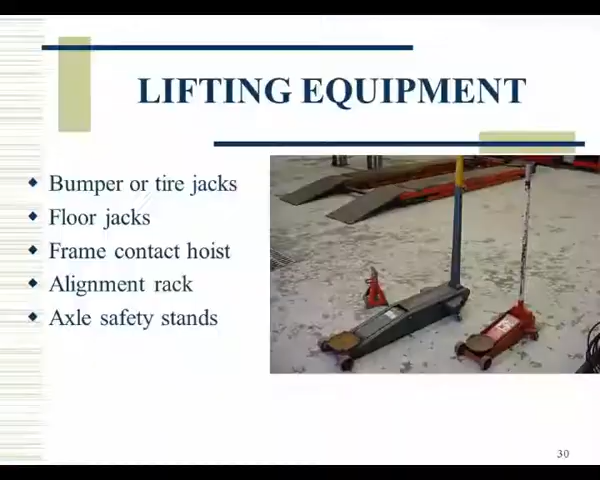 LIFTING EQUIPMENT
Bumper or tire jacks
Floor jacks
Frame contact hoist
Alignment rack
Axle safety stands
30